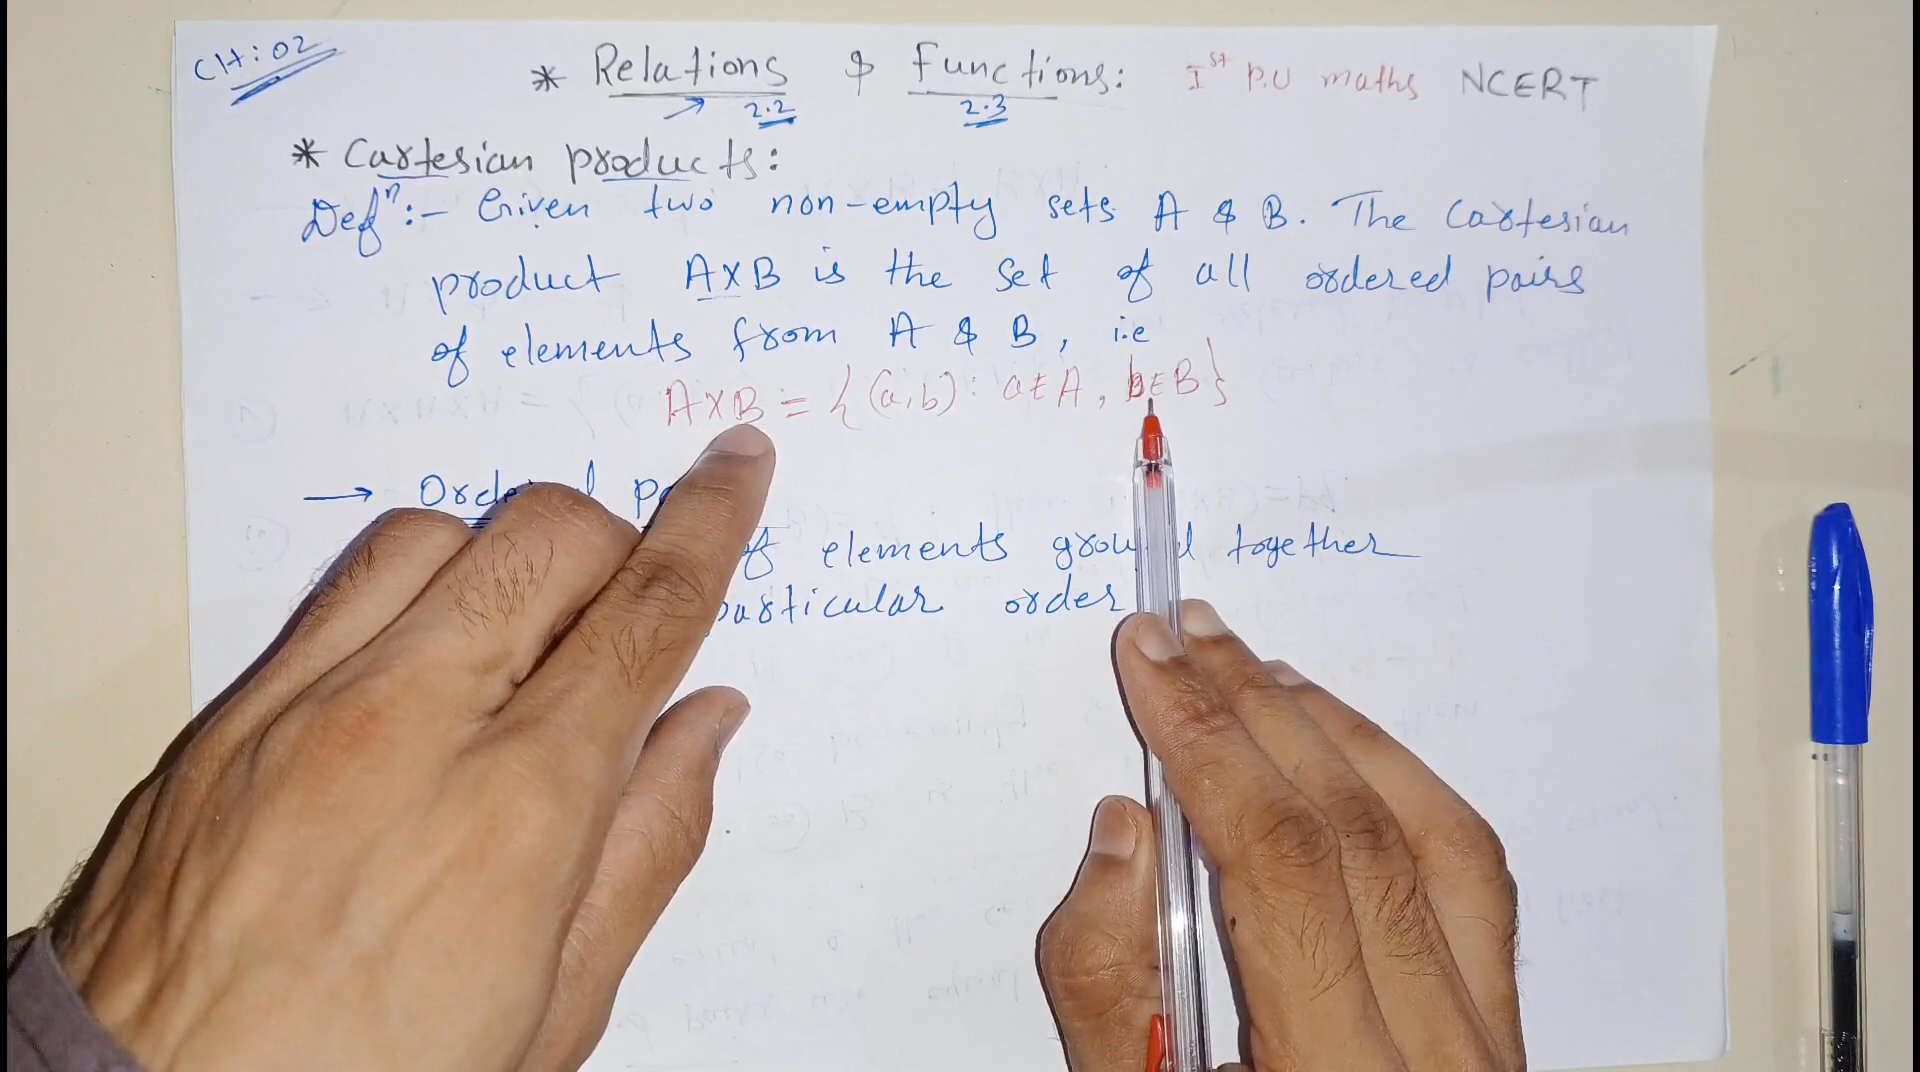 CH:02
* Relations & Functions: Ist P.U maths NCERT
2.2 2.3
* Cartesian products:
Defn:- Given two non-empty sets A & B. The Cartesian
product A×B is the set of all ordered pairs
of elements from A & B, i.e
A×B = {(a,b): a∈A, b∈B}
→
of elements together
particular order